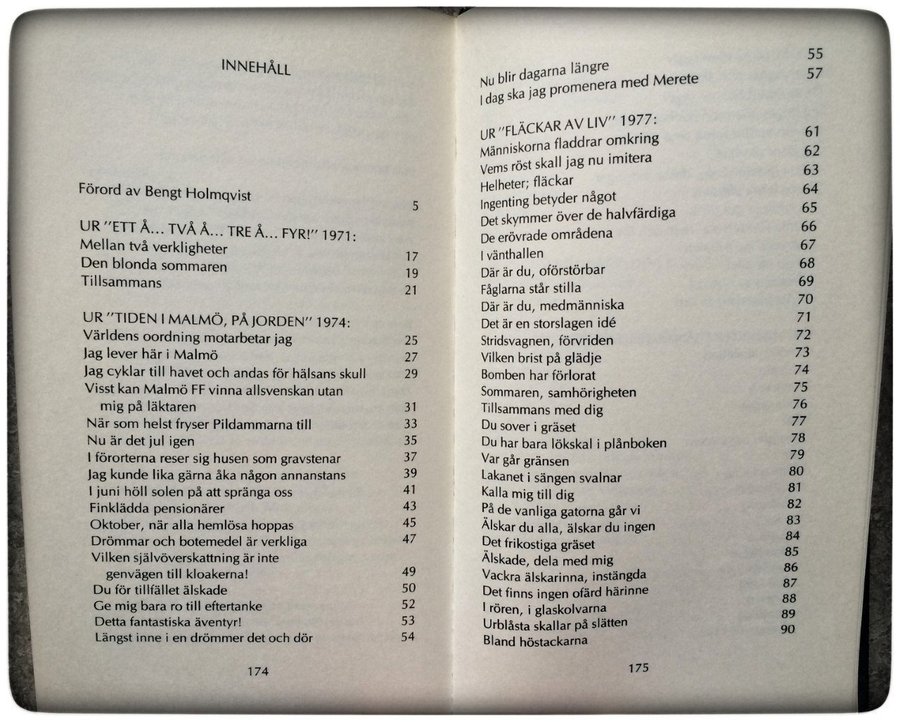 INNEHÅLL
Förord av Bengt Holmqvist 5
UR "ETT Å... TVÅ Å... TRE Å... FYR!" 1971:
Mellan två verkligheter 17
Den blonda sommaren 19
Tillsammans 21
UR "TIDEN I MALMÖ, PÅ JORDEN" 1974:
Världens oordning motarbetar jag 25
Jag lever här i Malmö 27
Jag cyklar till havet och andas för hälsans skull 29
Visst kan Malmö FF vinna allsvenskan utan
mig på läktaren 31
När som helst fryser Pildammarna till 33
Nu är det jul igen 35
I förorterna reser sig husen som gravstenar 37
Jag kunde lika gärna åka någon annanstans 39
I juni höll solen på att spränga oss 41
Finklädda pensionärer 43
Oktober, när alla hemlösa hoppas 45
Drömmar och botemedel är verkliga 47
Vilken självöverskattning är inte
genvägen till kloakerna! 49
Du för tillfället älskade 50
Ge mig bara ro till eftertanke 52
Detta fantastiska äventyr! 53
Längst inne i en drömmer det och dör 54
174
Nu blir dagarna längre 55
I dag ska jag promenera med Merete 57
UR "FLÄCKAR AV LIV" 1977:
Människorna fladdrar omkring 61
Vems röst skall jag nu imitera 62
Helheter; fläckar 63
Ingenting betyder något 64
Det skymmer över de halvfärdiga 65
De erövrade områdena 66
I vänthallen 67
Där är du, oförstörbar 68
Fåglarna står stilla 69
Där är du, medmänniska 70
Det är en storslagen idé 71
Stridsvagnen, förvriden 72
Vilken brist på glädje 73
Bomben har förlorat 74
Sommaren, samhörigheten 75
Tillsammans med dig 76
Du sover i gräset 77
Du har bara lökskal i plånboken 78
Var går gränsen 79
Lakanet i sängen svalnar 80
Kalla mig till dig 81
På de vanliga gatorna går vi 82
Älskar du alla, älskar du ingen 83
Det frikostiga gräset 84
Älskade, dela med mig 85
Vackra älskarinna, instängda 86
Det finns ingen ofärd härinne 87
I rören, i glaskolvarna 88
Urblåsta skallar på slätten 89
Bland höstackarna 90
175